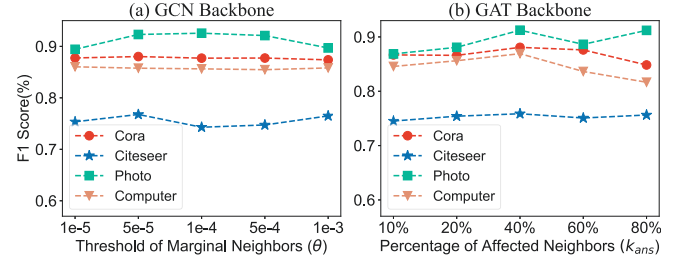 (a) GCN Backbone
F1 Score(%)
0.9
0.8
0.7
0.6
Cora
Citeseer
Photo
Computer
1e-5 5e-5 1e-4 5e-4 1e-3
Threshold of Marginal Neighbors (θ)
(b) GAT Backbone
0.9
0.8
0.7
0.6
Cora
Citeseer
Photo
Computer
10% 20% 40% 60% 80%
Percentage of Affected Neighbors (k_ans)